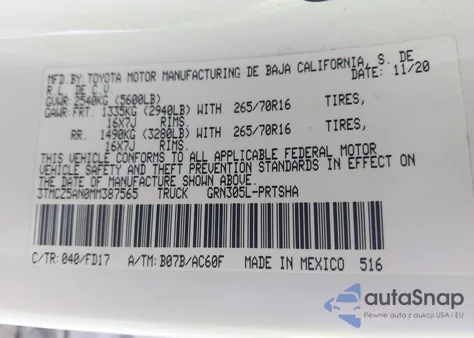 MFD.BY:TOYOTA MOTOR MANUFACTURING DE BAJA CALIFORNIA, S. DE
R.L. DE C.V. DATE: 11/20
GVWR:2540KG (5600LB)
GAWR:FRT. 1335KG (2940LB) WITH 265/70R16 TIRES,
16X7J RIMS.
RR. 1490KG (3280LB) WITH 265/70R16 TIRES,
16X7J RIMS.
THIS VEHICLE CONFORMS TO ALL APPLICABLE FEDERAL MOTOR
VEHICLE SAFETY AND THEFT PREVENTION STANDARDS IN EFFECT ON
THE DATE OF MANUFACTURE SHOWN ABOVE.
3TMCZ5AN0MM387565 TRUCK GRN305L-PRTSHA
C/TR: 040/FD17 A/TM: B07B/AC60F MADE IN MEXICO 516
autoSnap
Pewne auta z aukcji USA i EU